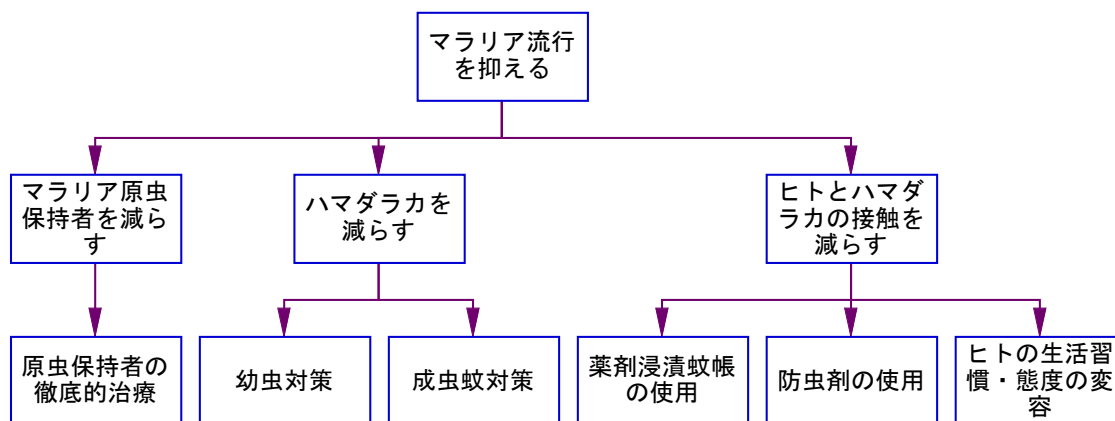 マラリア流行
を抑える
マラリア原虫
保持者を減ら
す
ハマダラカを
減らす
ヒトとハマダ
ラカの接触を
減らす
原虫保持者の
徹底的治療
幼虫対策
成虫蚊対策
薬剤浸漬蚊帳
の使用
防虫剤の使用
ヒトの生活習
慣・態度の変
容